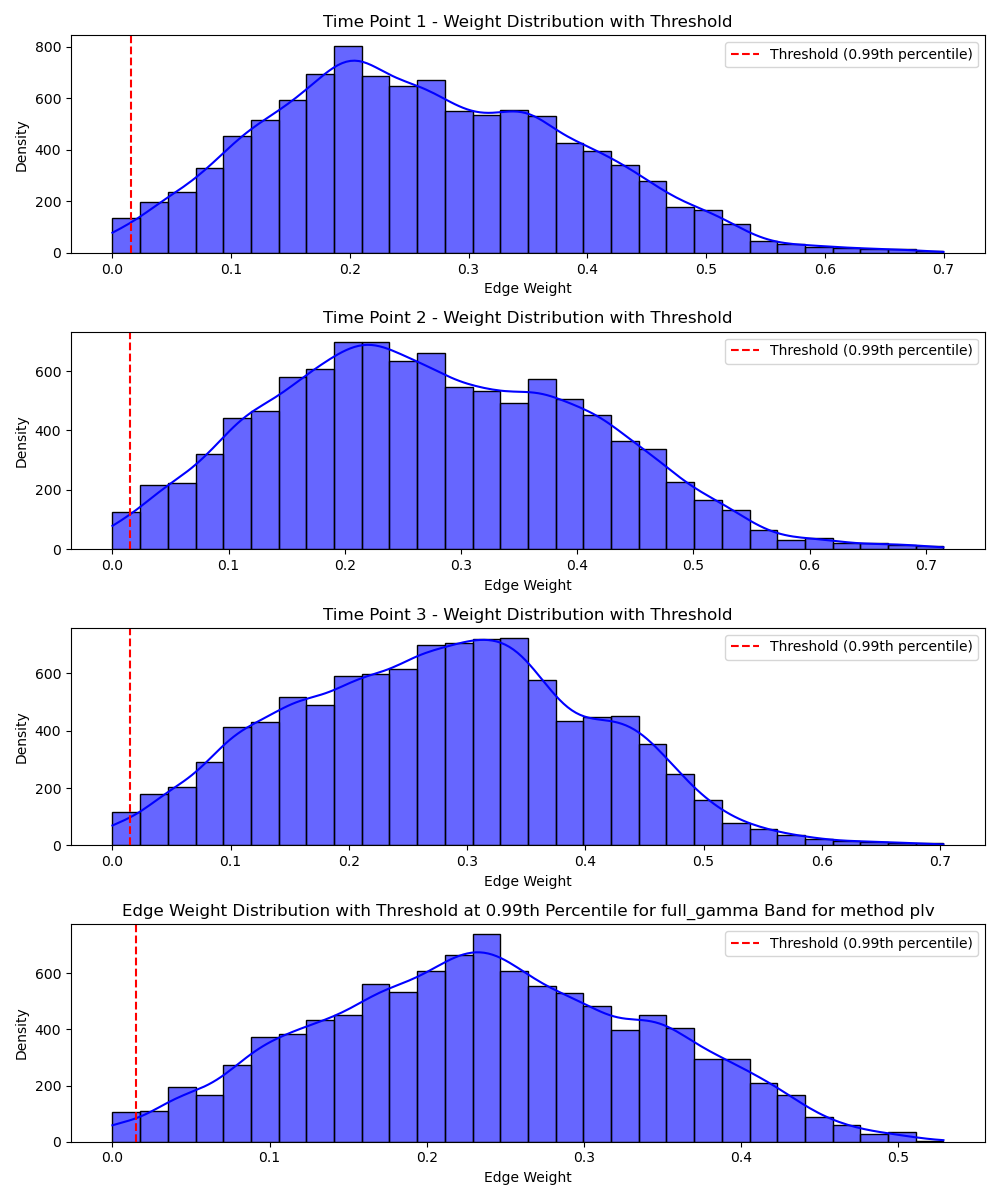 Time Point 1 - Weight Distribution with Threshold
Threshold (0.99th percentile)
Density
800
600
400
200
0
0.0 0.1 0.2 0.3 0.4 0.5 0.6 0.7
Edge Weight
Time Point 2 - Weight Distribution with Threshold
Threshold (0.99th percentile)
Density
600
400
200
0
0.0 0.1 0.2 0.3 0.4 0.5 0.6 0.7
Edge Weight
Time Point 3 - Weight Distribution with Threshold
Threshold (0.99th percentile)
Density
600
400
200
0
0.0 0.1 0.2 0.3 0.4 0.5 0.6 0.7
Edge Weight
Edge Weight Distribution with Threshold at 0.99th Percentile for full_gamma Band for method plv
Threshold (0.99th percentile)
Density
600
400
200
0
0.0 0.1 0.2 0.3 0.4 0.5
Edge Weight